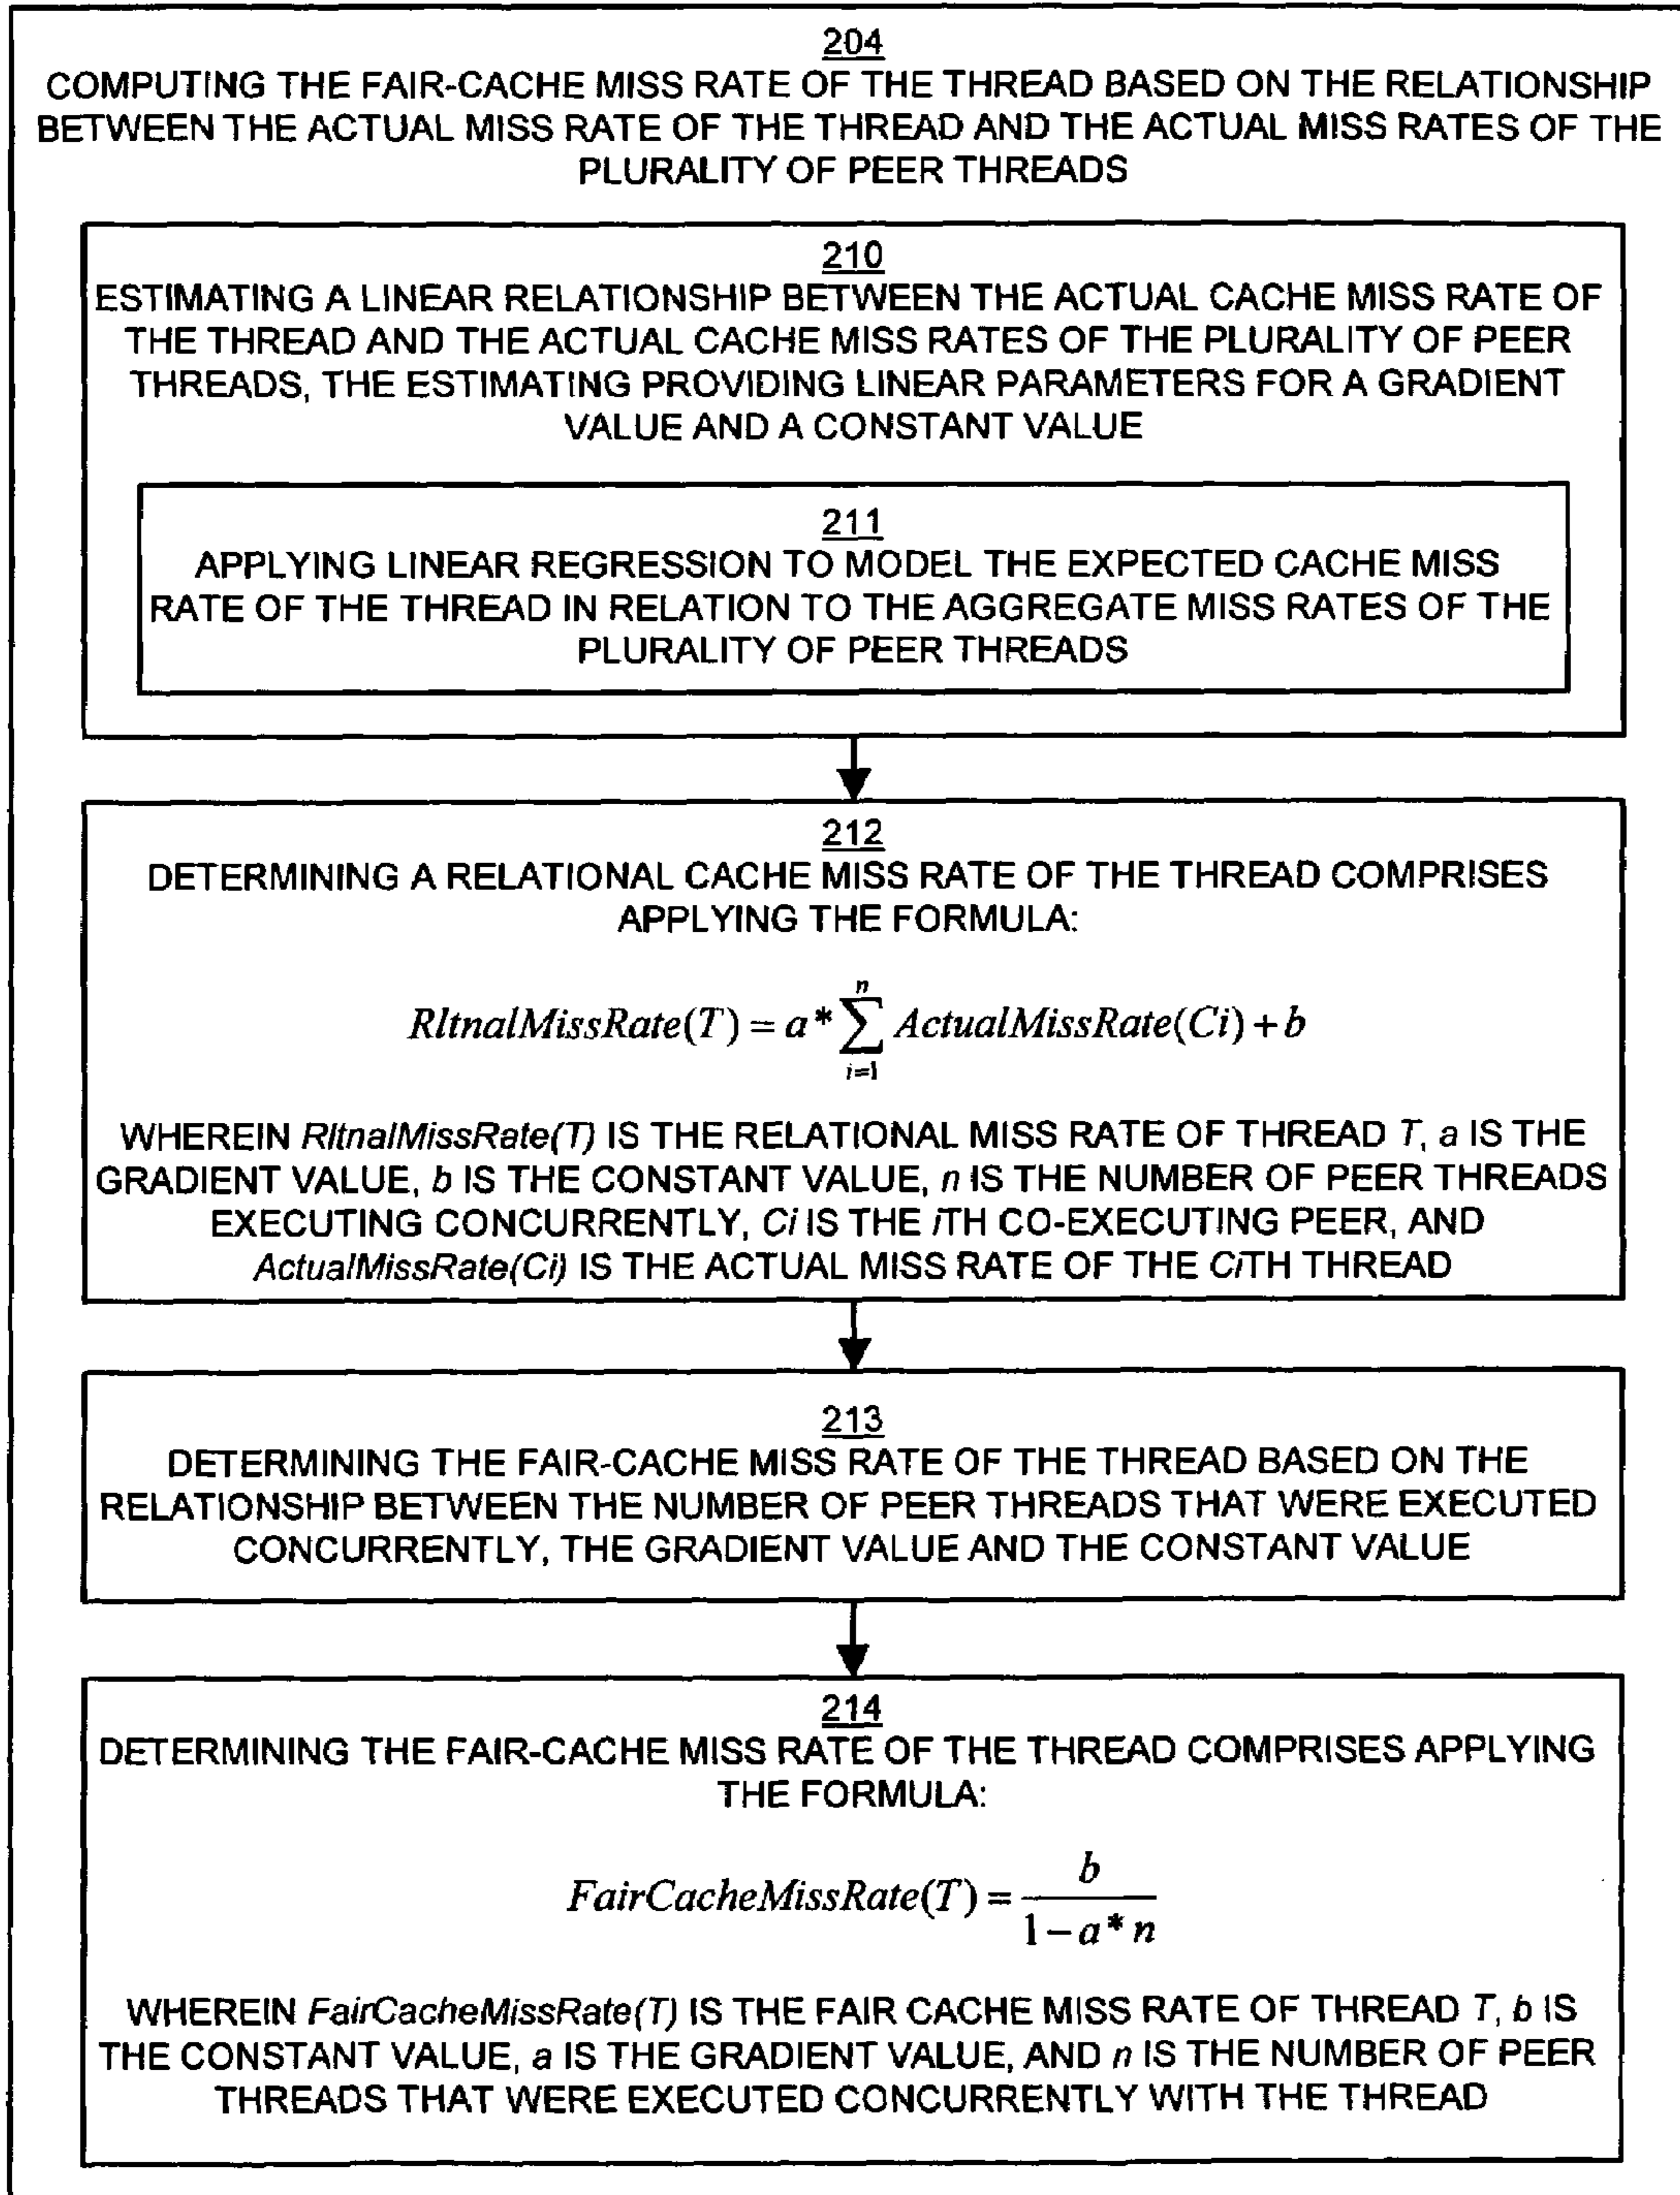 204
COMPUTING THE FAIR-CACHE MISS RATE OF THE THREAD BASED ON THE RELATIONSHIP
BETWEEN THE ACTUAL MISS RATE OF THE THREAD AND THE ACTUAL MISS RATES OF THE
PLURALITY OF PEER THREADS
210
ESTIMATING A LINEAR RELATIONSHIP BETWEEN THE ACTUAL CACHE MISS RATE OF
THE THREAD AND THE ACTUAL CACHE MISS RATES OF THE PLURALITY OF PEER
THREADS, THE ESTIMATING PROVIDING LINEAR PARAMETERS FOR A GRADIENT
VALUE AND A CONSTANT VALUE
211
APPLYING LINEAR REGRESSION TO MODEL THE EXPECTED CACHE MISS
RATE OF THE THREAD IN RELATION TO THE AGGREGATE MISS RATES OF THE
PLURALITY OF PEER THREADS
212
DETERMINING A RELATIONAL CACHE MISS RATE OF THE THREAD COMPRISES
APPLYING THE FORMULA:
RltnalMissRate(T) = a * \sum_{i=1}^{n} ActualMissRate(Ci) + b
WHEREIN RltnalMissRate(T) IS THE RELATIONAL MISS RATE OF THREAD T, a IS THE
GRADIENT VALUE, b IS THE CONSTANT VALUE, n IS THE NUMBER OF PEER THREADS
EXECUTING CONCURRENTLY, Ci IS THE iTH CO-EXECUTING PEER, AND
ActualMissRate(Ci) IS THE ACTUAL MISS RATE OF THE CiTH THREAD
213
DETERMINING THE FAIR-CACHE MISS RATE OF THE THREAD BASED ON THE
RELATIONSHIP BETWEEN THE NUMBER OF PEER THREADS THAT WERE EXECUTED
CONCURRENTLY, THE GRADIENT VALUE AND THE CONSTANT VALUE
214
DETERMINING THE FAIR-CACHE MISS RATE OF THE THREAD COMPRISES APPLYING
THE FORMULA:
FairCacheMissRate(T) = \frac{b}{1 - a * n}
WHEREIN FairCacheMissRate(T) IS THE FAIR CACHE MISS RATE OF THREAD T, b IS
THE CONSTANT VALUE, a IS THE GRADIENT VALUE, AND n IS THE NUMBER OF PEER
THREADS THAT WERE EXECUTED CONCURRENTLY WITH THE THREAD